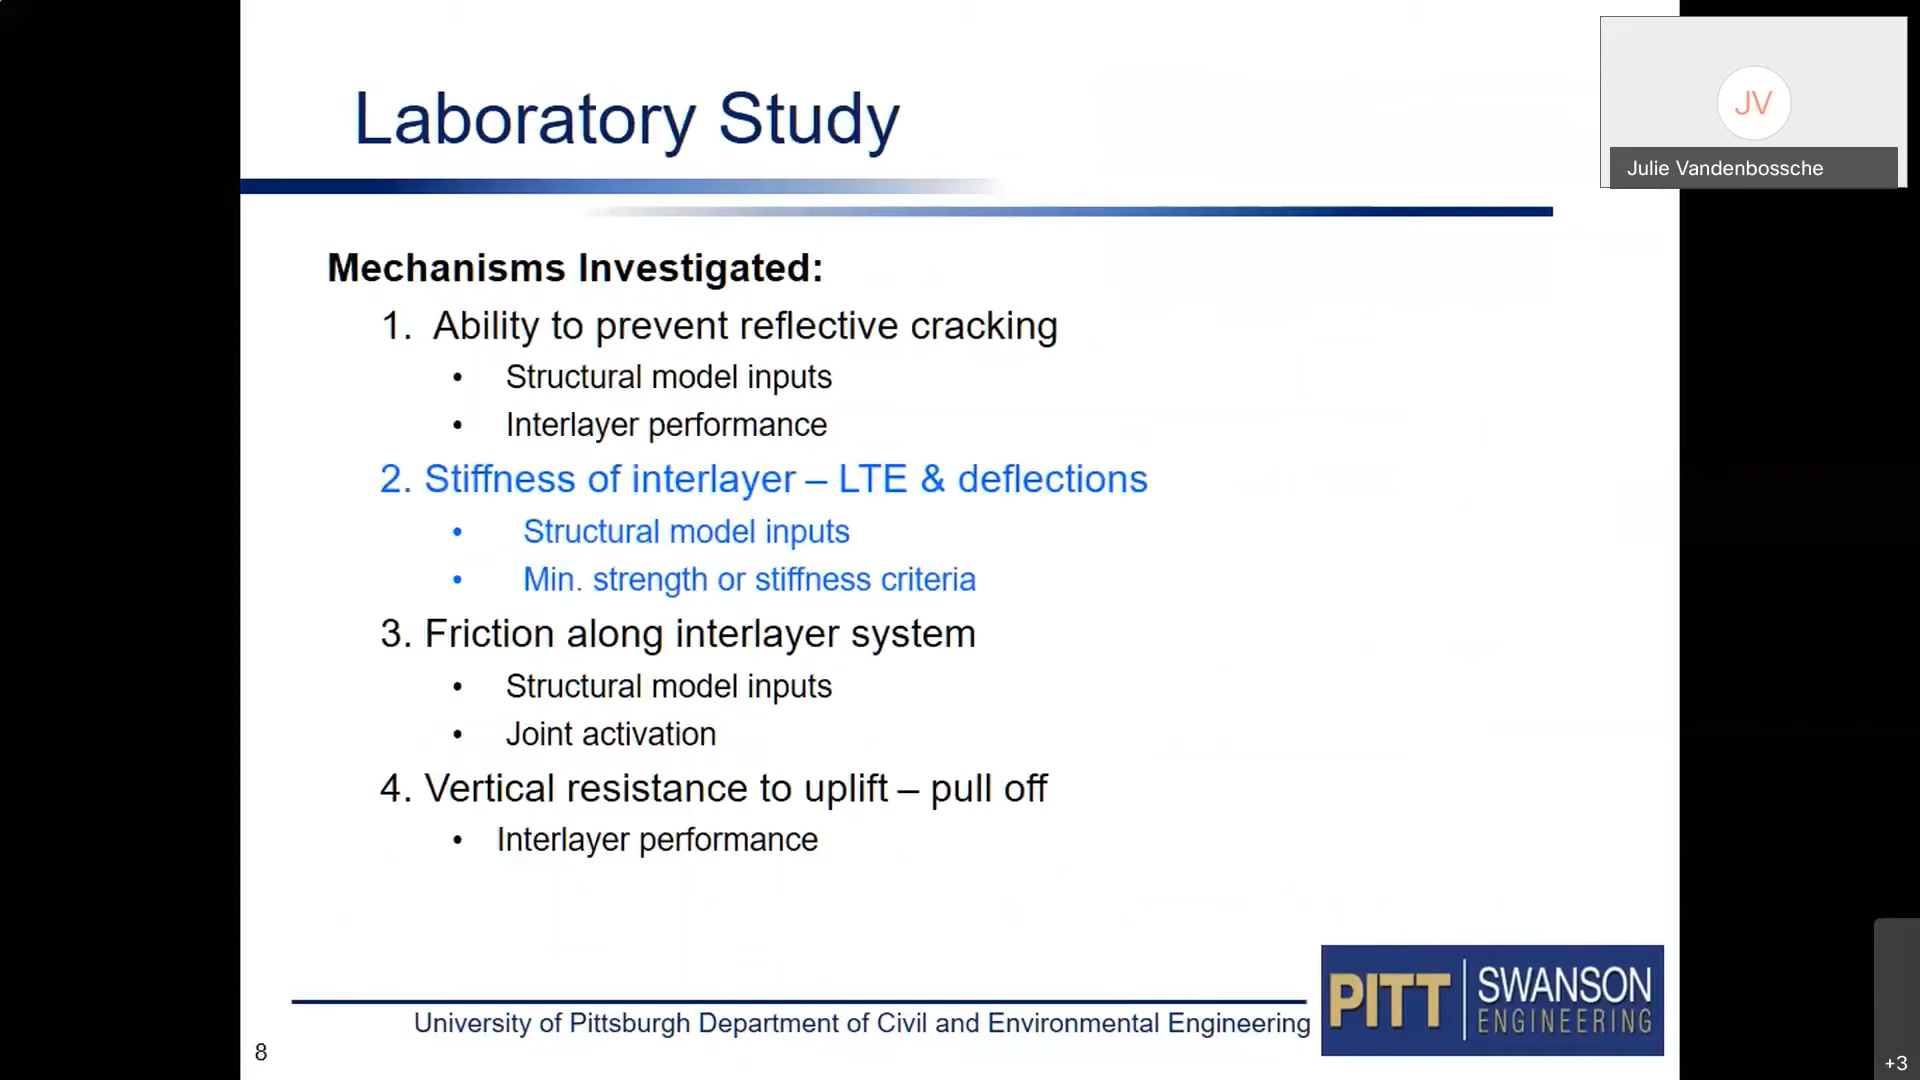 Laboratory Study
JV
Julie Vandenbossche
Mechanisms Investigated:
1. Ability to prevent reflective cracking
• Structural model inputs
• Interlayer performance
2. Stiffness of interlayer – LTE & deflections
• Structural model inputs
• Min. strength or stiffness criteria
3. Friction along interlayer system
• Structural model inputs
• Joint activation
4. Vertical resistance to uplift – pull off
• Interlayer performance
University of Pittsburgh Department of Civil and Environmental Engineering
PITT
SWANSON
ENGINEERING
8
+3